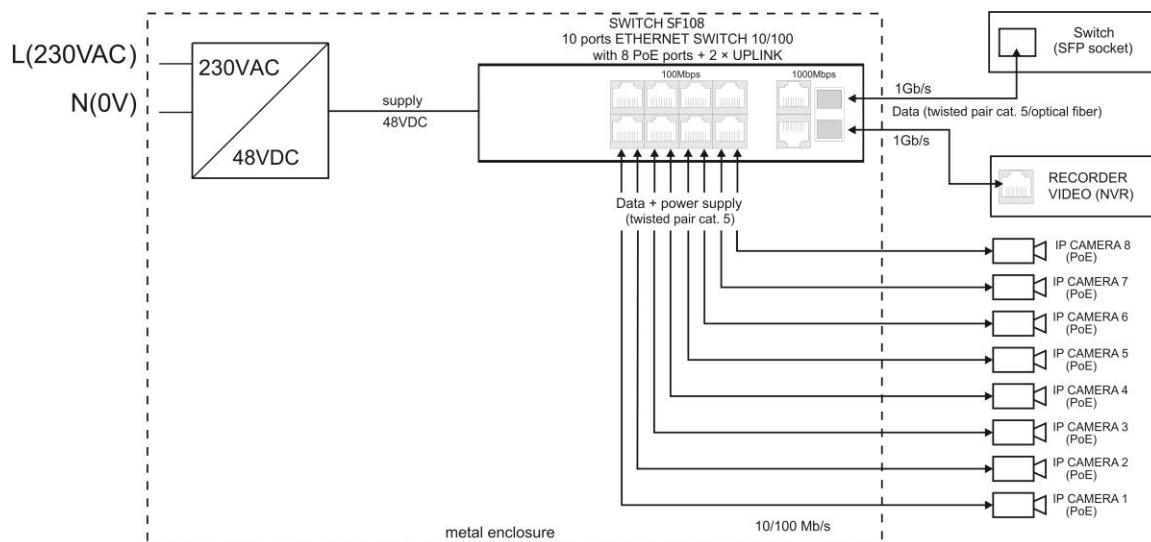 L(230VAC)
N(0V)
230VAC
48VDC
supply
48VDC
SWITCH SF108
10 ports ETHERNET SWITCH 10/100
with 8 PoE ports + 2 × UPLINK
100Mbps
1000Mbps
Switch
(SFP socket)
1Gb/s
Data (twisted pair cat. 5/optical fiber)
1Gb/s
RECORDER
VIDEO (NVR)
Data + power supply
(twisted pair cat. 5)
IP CAMERA 8
(PoE)
IP CAMERA 7
(PoE)
IP CAMERA 6
(PoE)
IP CAMERA 5
(PoE)
IP CAMERA 4
(PoE)
IP CAMERA 3
(PoE)
IP CAMERA 2
(PoE)
IP CAMERA 1
(PoE)
10/100 Mb/s
metal enclosure